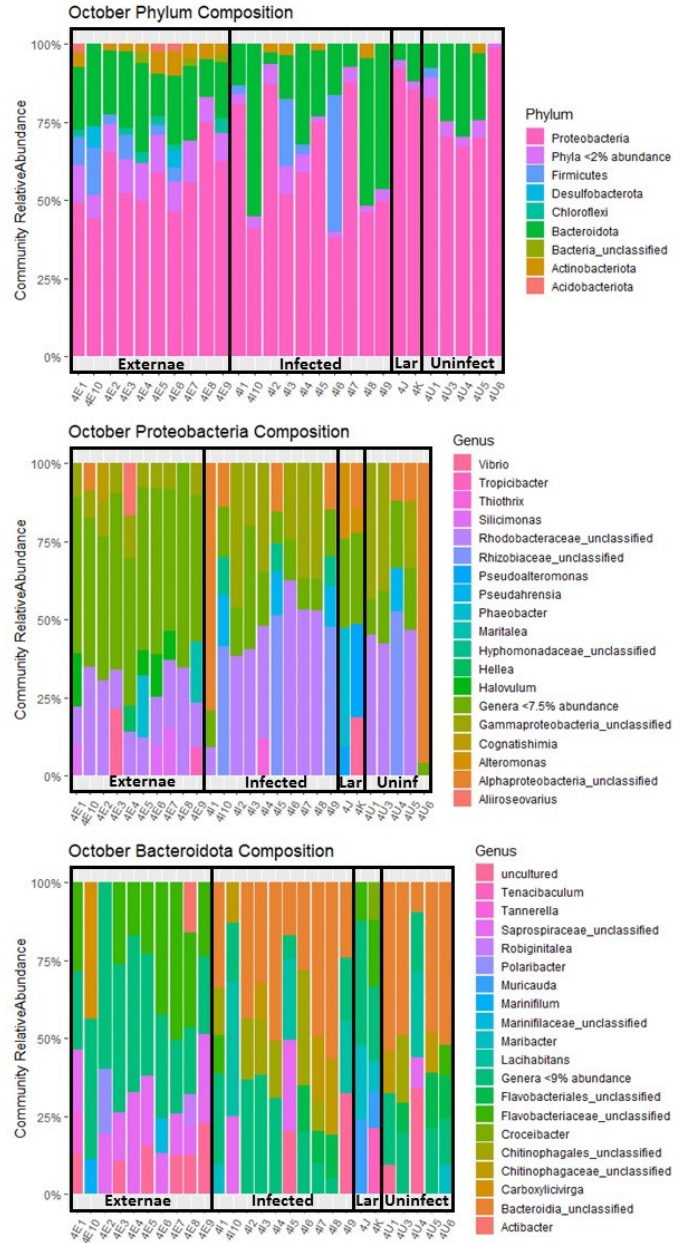 October Phylum Composition
Community RelativeAbundance
100%
75%
50%
25%
0%
Externae
Infected
Lar
Uninfect
4E1
4E10
4E2
4E3
4E4
4E5
4E6
4E7
4E8
4E9
4I1
4I10
4I2
4I3
4I4
4I5
4I6
4I7
4I8
4I9
4J
4K
4U1
4U3
4U4
4U5
4U6
Phylum
Proteobacteria
Phyla <2% abundance
Firmicutes
Desulfobacterota
Chloroflexi
Bacteroidota
Bacteria_unclassified
Actinobacteriota
Acidobacteriota
October Proteobacteria Composition
Community RelativeAbundance
100%
75%
50%
25%
0%
Externae
Infected
Lar
Uninf
4E1
4E10
4E2
4E3
4E4
4E5
4E6
4E7
4E8
4E9
4I1
4I10
4I2
4I3
4I4
4I5
4I6
4I7
4I8
4I9
4J
4K
4U1
4U3
4U4
4U5
4U6
Genus
Vibrio
Tropicibacter
Thiothrix
Silicimonas
Rhodobacteraceae_unclassified
Rhizobiaceae_unclassified
Pseudoalteromonas
Pseudahrensia
Phaeobacter
Maritalea
Hyphomonadaceae_unclassified
Hellea
Halovulum
Genera <7.5% abundance
Gammaproteobacteria_unclassified
Cognatishimia
Alteromonas
Alphaproteobacteria_unclassified
Aliiroseovarius
October Bacteroidota Composition
Community RelativeAbundance
100%
75%
50%
25%
0%
Externae
Infected
Lar
Uninfect
4E1
4E10
4E2
4E3
4E4
4E5
4E6
4E7
4E8
4E9
4I1
4I10
4I2
4I3
4I4
4I5
4I6
4I7
4I8
4I9
4J
4K
4U1
4U3
4U4
4U5
4U6
Genus
uncultured
Tenacibaculum
Tannerella
Saprospiraceae_unclassified
Robiginitalea
Polaribacter
Muricauda
Marinifilum
Marinifilaceae_unclassified
Maribacter
Lacihabitans
Genera <9% abundance
Flavobacteriales_unclassified
Flavobacteriaceae_unclassified
Croceibacter
Chitinophagales_unclassified
Chitinophagaceae_unclassified
Carboxylicivirga
Bacteroidia_unclassified
Actibacter